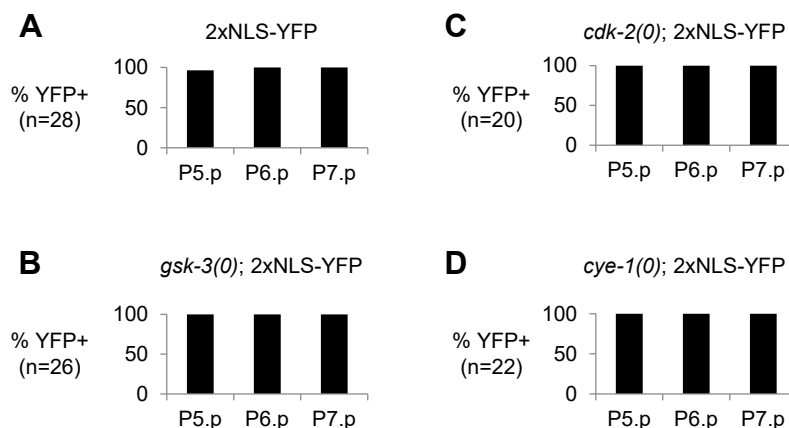 A
2xNLS-YFP
% YFP+
(n=28)
100
50
0
P5.p P6.p P7.p
B
gsk-3(0); 2xNLS-YFP
% YFP+
(n=26)
100
50
0
P5.p P6.p P7.p
C
cdk-2(0); 2xNLS-YFP
% YFP+
(n=20)
100
50
0
P5.p P6.p P7.p
D
cye-1(0); 2xNLS-YFP
% YFP+
(n=22)
100
50
0
P5.p P6.p P7.p